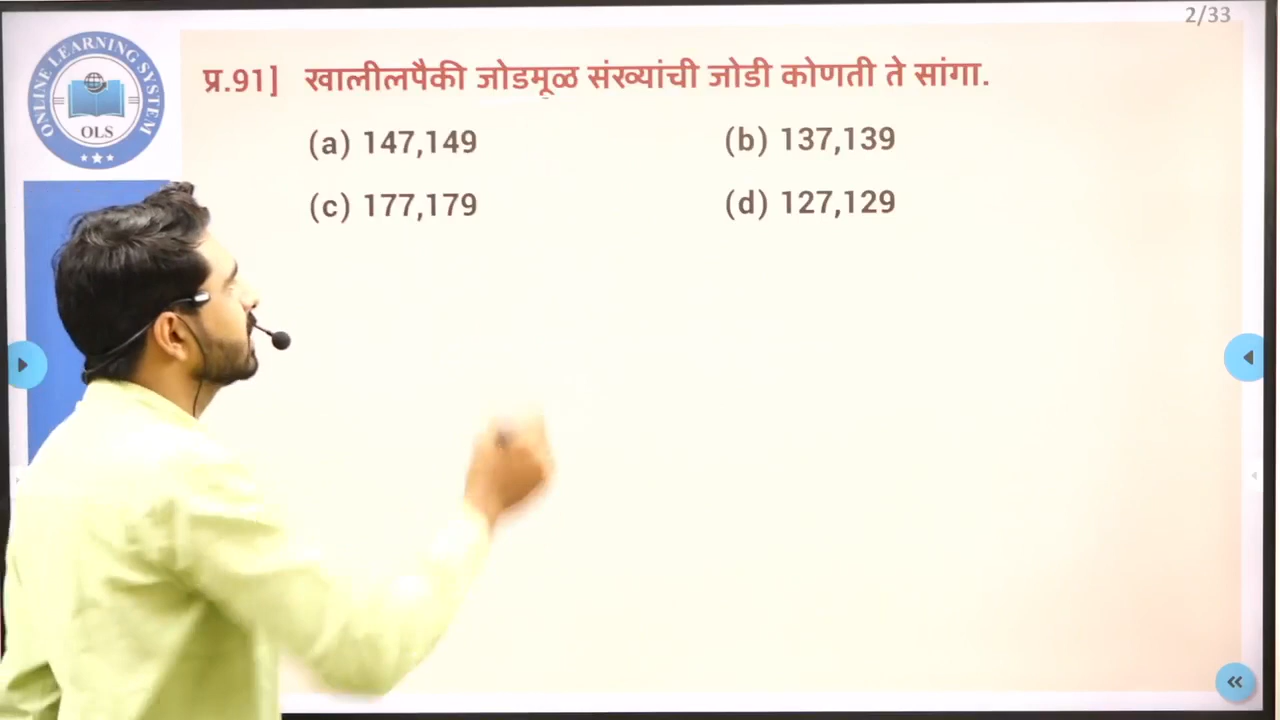 2/33
ONLINE LEARNING SYSTEM
OLS
प्र.91] खालीलपैकी जोडमूळ संख्यांची जोडी कोणती ते सांगा.
(a) 147,149 (b) 137,139
(c) 177,179 (d) 127,129